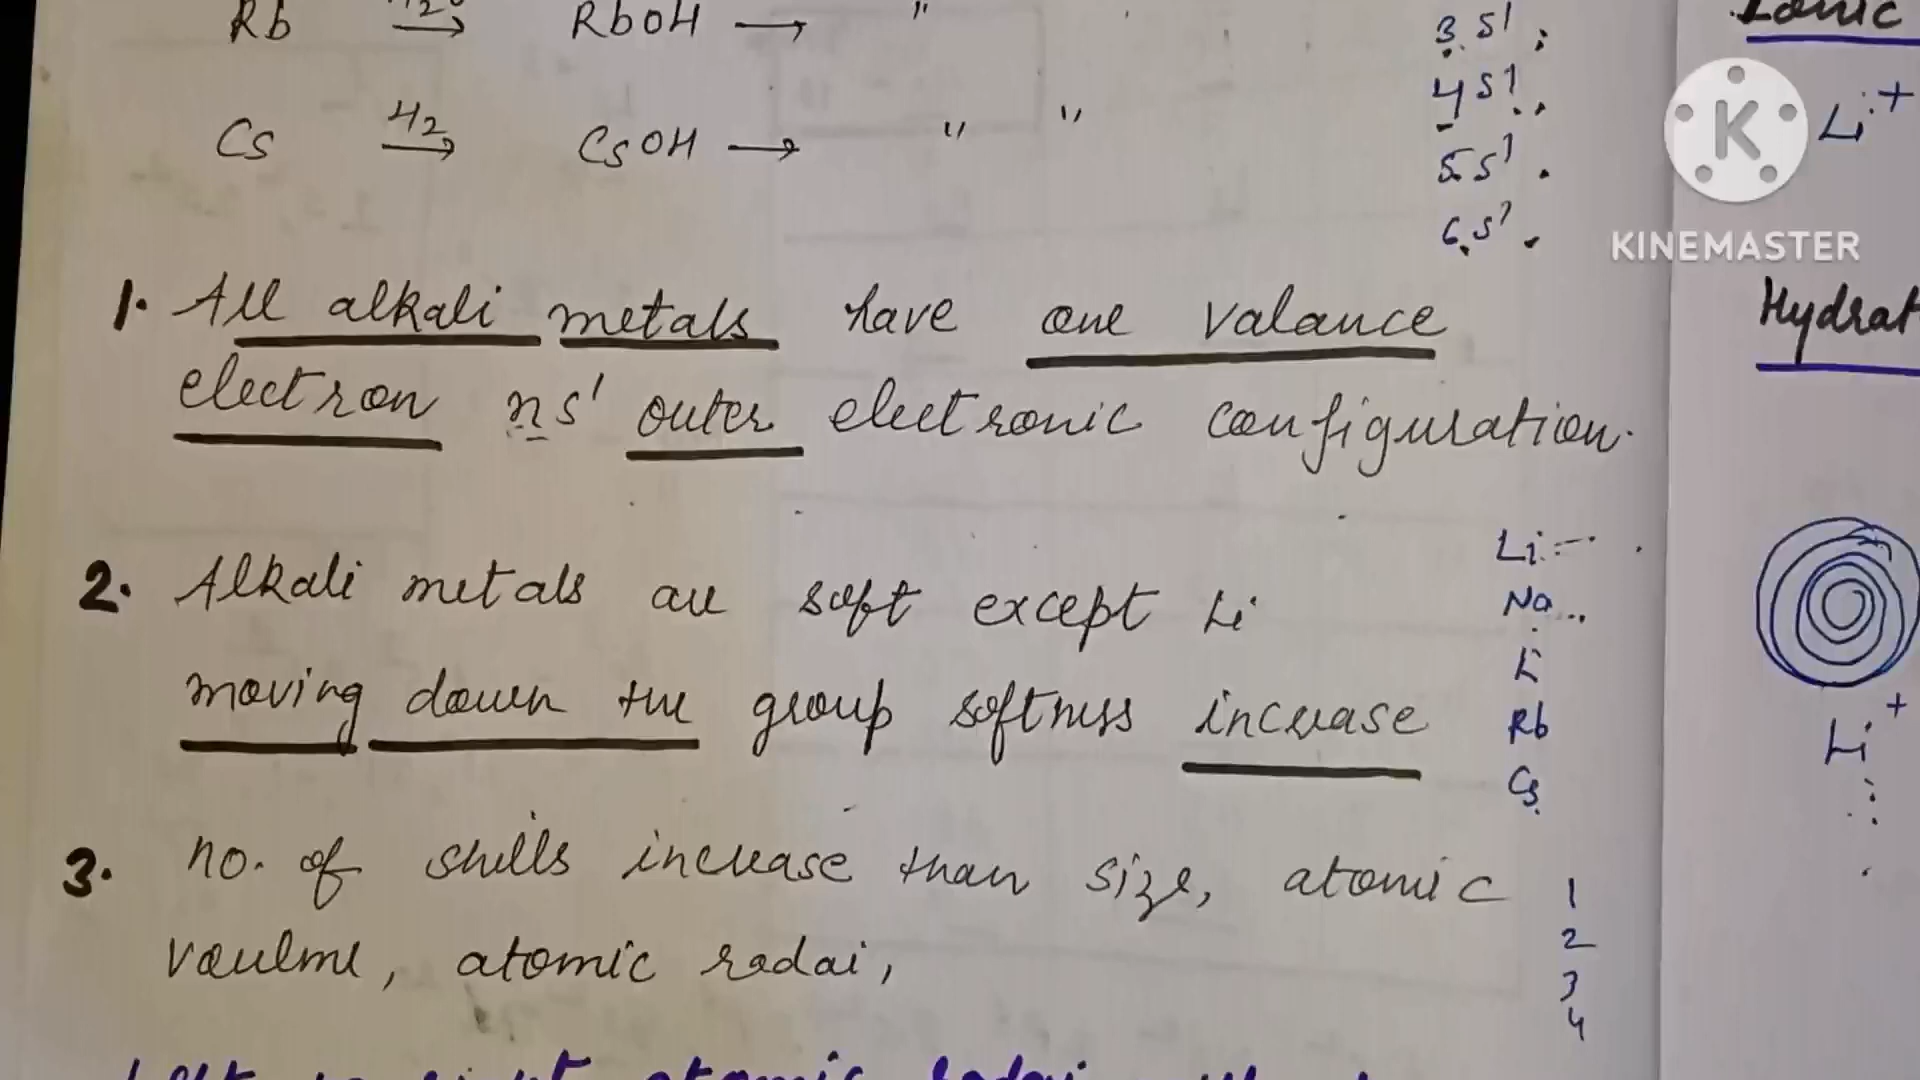 Rb → RbOH → "
Cs H2 → CsOH → " "
3s¹
4s¹
5s¹
6s¹
1. All alkali metals have one valance
electron ns¹ outer electronic configuration.
2. Alkali metals are soft except Li
moving down the group softness increase
Li
Na
Rb
Cs
3. no. of shells increase than size, atomic
voulme, atomic radai,
1
2
3
4
Ionic
Li+
KINEMASTER
Hydrat
Li+